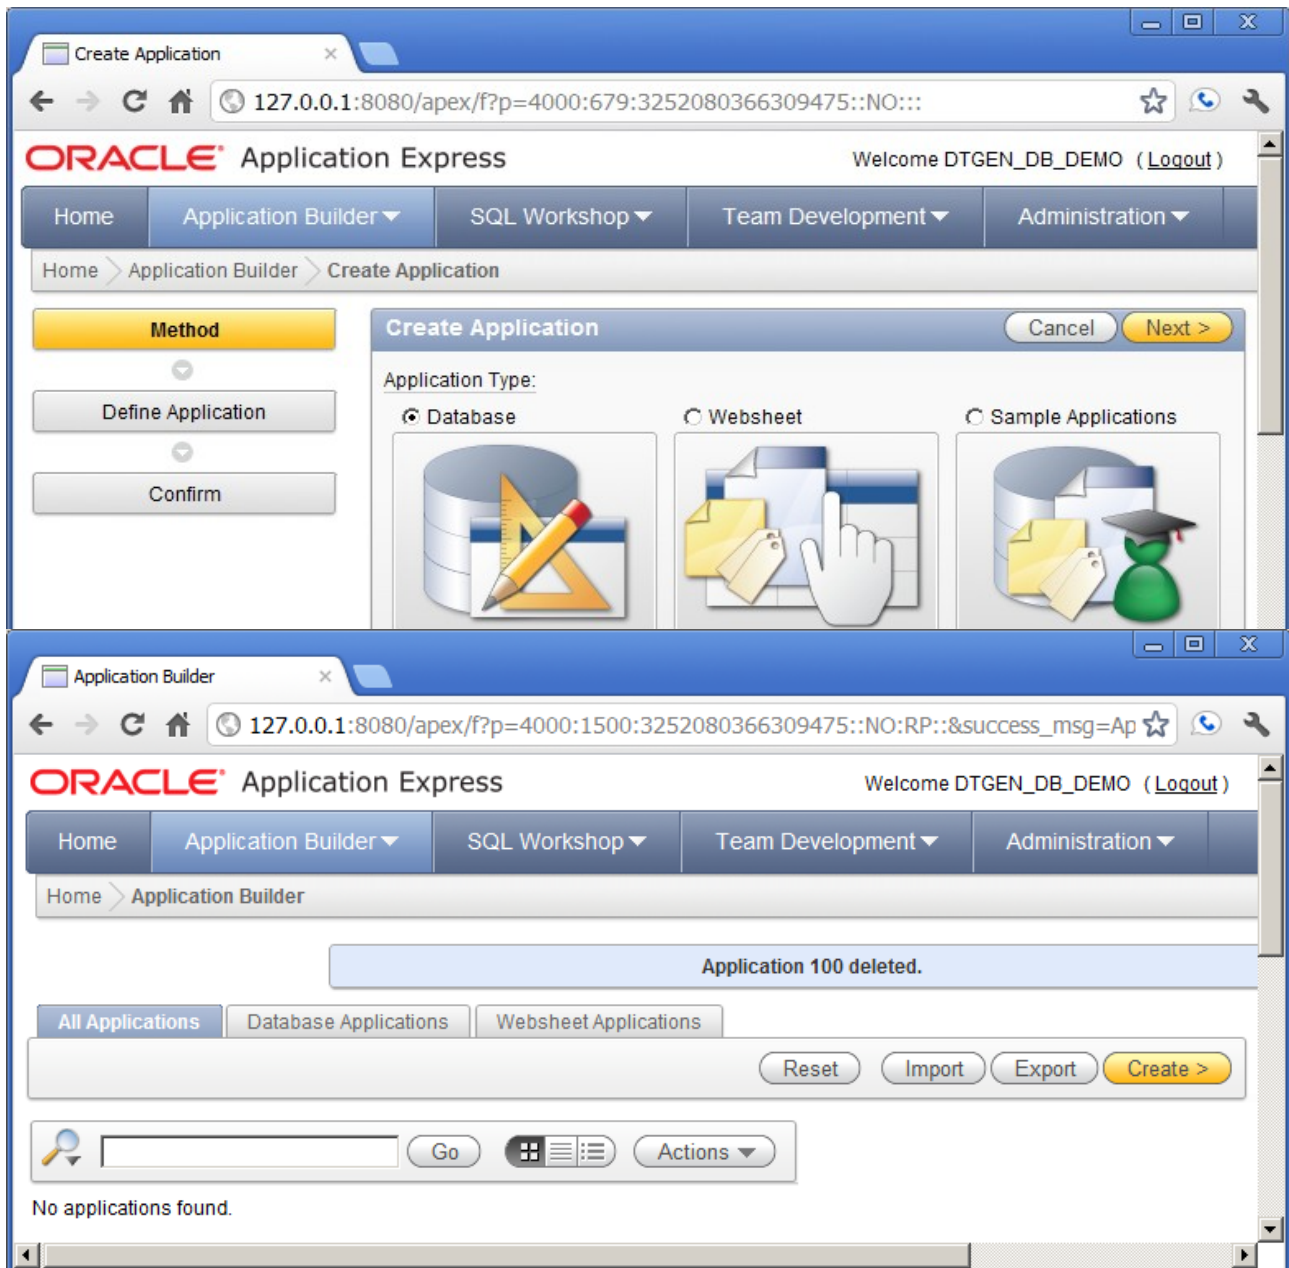 Create Application
127.0.0.1:8080/apex/f?p=4000:679:3252080366309475::NO:::
ORACLE Application Express Welcome DTGEN_DB_DEMO ( Logout )
Home Application Builder SQL Workshop Team Development Administration
Home Application Builder Create Application
Method Create Application Cancel Next >
Application Type:
Define Application Database Websheet Sample Applications
Confirm
Application Builder
127.0.0.1:8080/apex/f?p=4000:1500:3252080366309475::NO:RP::&success_msg=Ap
ORACLE Application Express Welcome DTGEN_DB_DEMO ( Logout )
Home Application Builder SQL Workshop Team Development Administration
Home Application Builder
Application 100 deleted.
All Applications Database Applications Websheet Applications
Reset Import Export Create >
Go Actions
No applications found.